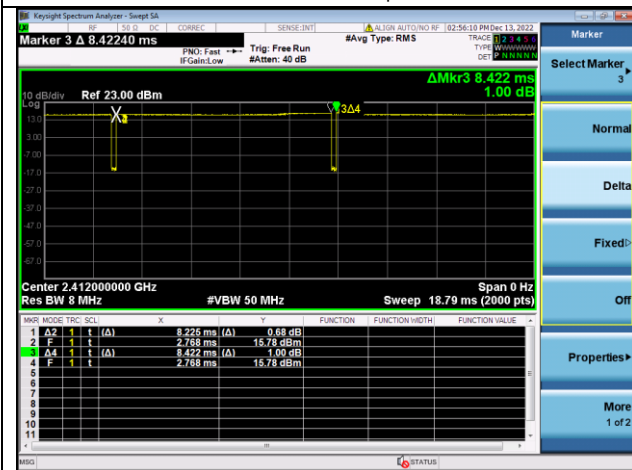 Keysight Spectrum Analyzer - Swept SA
RF 50 Ω DC CORREC SENSE:INT ALIGN AUTO/NO RF 02:56:10 PM Dec 13, 2022
Marker 3 Δ 8.42240 ms
PNO: Fast
IFGain:Low
Trig: Free Run
#Atten: 40 dB
#Avg Type: RMS
TRACE 1 2 3 4 5 6
TYPE WWWWWW
DET P N N N N N
ΔMkr3 8.422 ms
1.00 dB
10 dB/div Ref 23.00 dBm
Log
13.0
3.00
-7.00
-17.0
-27.0
-37.0
-47.0
-57.0
-67.0
3Δ4
Center 2.412000000 GHz Span 0 Hz
Res BW 8 MHz #VBW 50 MHz Sweep 18.79 ms (2000 pts)
MKR MODE TRC SCL X Y FUNCTION FUNCTION WIDTH FUNCTION VALUE
1 Δ2 1 t (Δ) 8.225 ms (Δ) 0.68 dB
2 F 1 t 2.768 ms 15.78 dBm
3 Δ4 1 t (Δ) 8.422 ms (Δ) 1.00 dB
4 F 1 t 2.768 ms 15.78 dBm
5
6
7
8
9
10
11
MSG STATUS
Marker
Select Marker
3
Normal
Delta
Fixed
Off
Properties
More
1 of 2